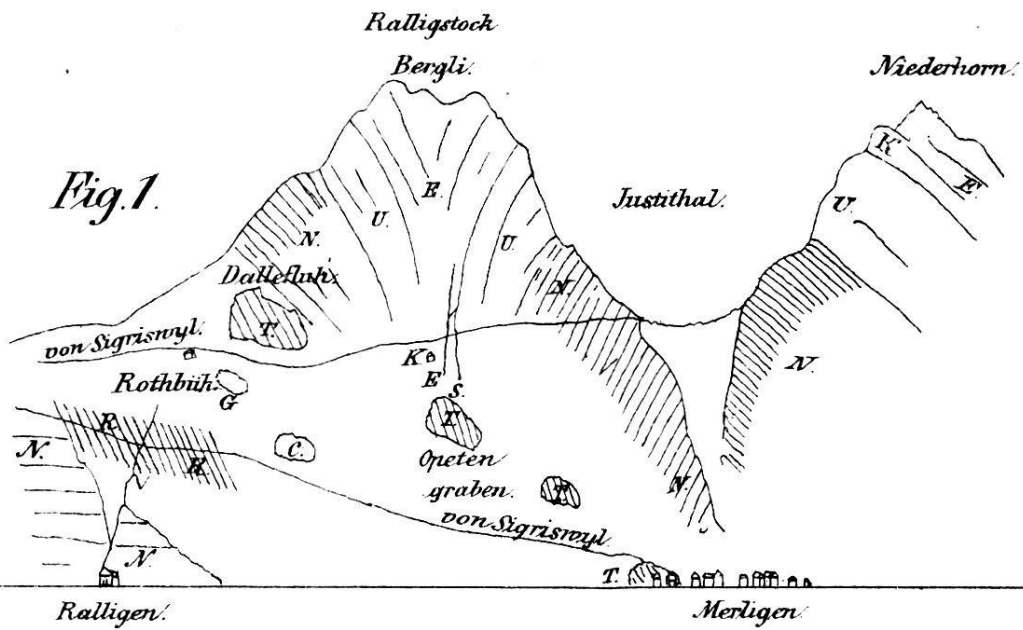 Ralligstock
Bergli.
Niederhorn.
Fig. 1.
K
E
E.
Justithal.
U.
U.
U.
N.
N.
Dallefluh.
T.
von Sigriswyl.
K
E
S.
N.
Rothbüh.
G
T
R
N.
R.
C.
Opeten
graben.
T.
N.
von Sigriswyl.
N.
T.
Ralligen.
Merligen.